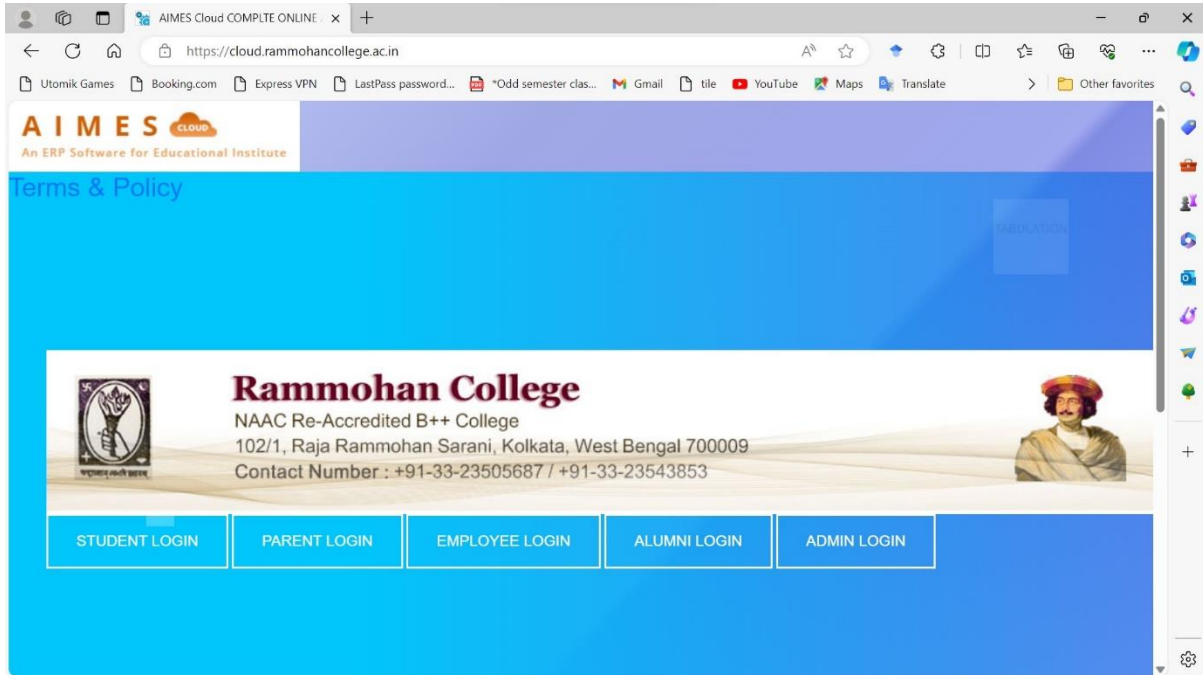 AIMES Cloud COMPLTE ONLINE
https://cloud.rammohancollege.ac.in
Utomik Games Booking.com Express VPN LastPass password... *Odd semester clas... Gmail tile YouTube Maps Translate Other favorites
AIMES CLOUD
An ERP Software for Educational Institute
Terms & Policy
TABULATION
Rammohan College
NAAC Re-Accredited B++ College
102/1, Raja Rammohan Sarani, Kolkata, West Bengal 700009
Contact Number : +91-33-23505687 / +91-33-23543853
STUDENT LOGIN PARENT LOGIN EMPLOYEE LOGIN ALUMNI LOGIN ADMIN LOGIN